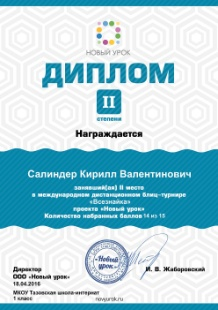 НОВЫЙ УРОК
ДИПЛОМ
II
степени
Награждается
Салиндер Кирилл Валентинович
занявший(ая) II место
в международном дистанционном блиц-турнире
«Всезнайка»
проекта «Новый урок»
Количество набранных баллов 14 из 15
Директор
ООО «Новый урок»
18.04.2016
МКОУ Тазовская школа-интернат
1 класс
«Новый
урок»
И. В. Жаборовский
newurok.ru